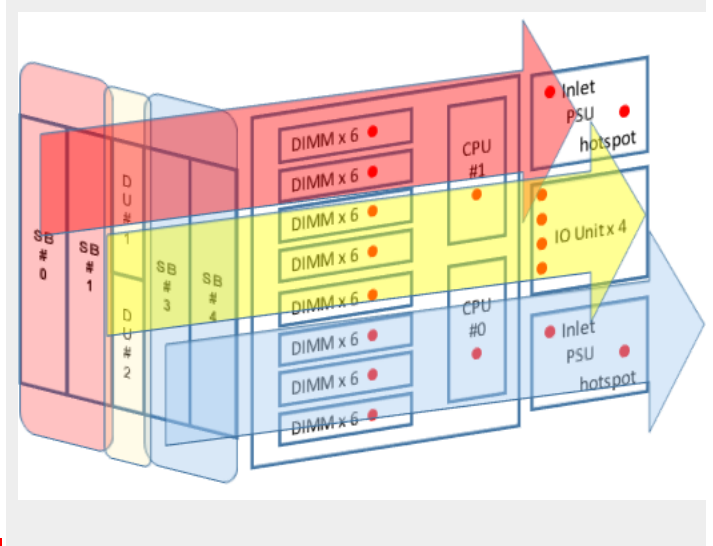 SB
#
0
SB
#
1
D
U
#
1
D
U
#
2
SB
#
3
SB
#
4
DIMM x 6
DIMM x 6
DIMM x 6
DIMM x 6
DIMM x 6
DIMM x 6
DIMM x 6
DIMM x 6
CPU
#1
CPU
#0
Inlet
PSU
hotspot
IO Unit x 4
Inlet
PSU
hotspot